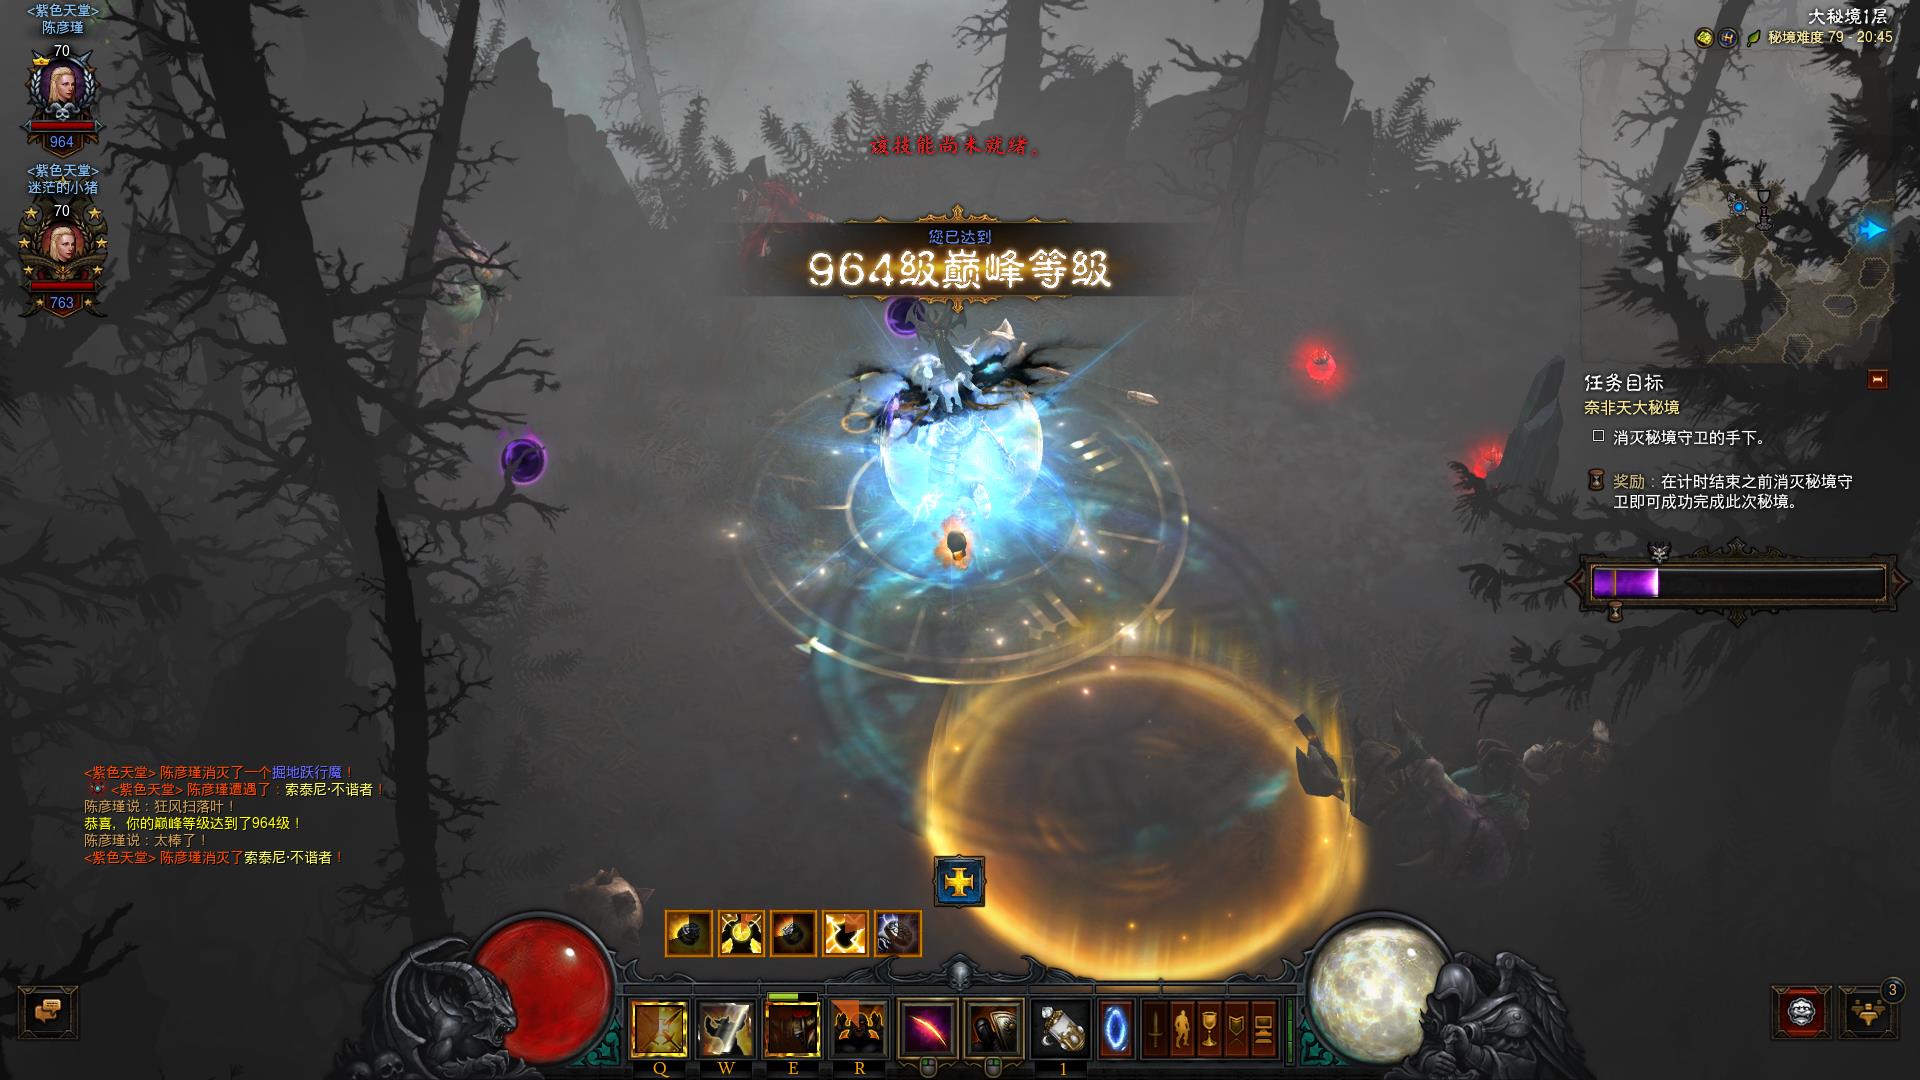 <紫色天堂>
陈彦瑾
70
964
<紫色天堂>
迷茫的小猪
70
763
大秘境1层
秘境难度 79 - 20:45
该技能尚未就绪。
您已达到
964级巅峰等级
任务目标
奈非天大秘境
消灭秘境守卫的手下。
奖励：在计时结束之前消灭秘境守
卫即可成功完成此次秘境。
<紫色天堂> 陈彦瑾消灭了一个掘地跃行魔！
<紫色天堂> 陈彦瑾遭遇了：索泰尼·不谐者！
陈彦瑾说：狂风扫落叶！
恭喜，你的巅峰等级达到了964级！
陈彦瑾说：太棒了！
<紫色天堂> 陈彦瑾消灭了索泰尼·不谐者！
Q
W
E
R
1
3